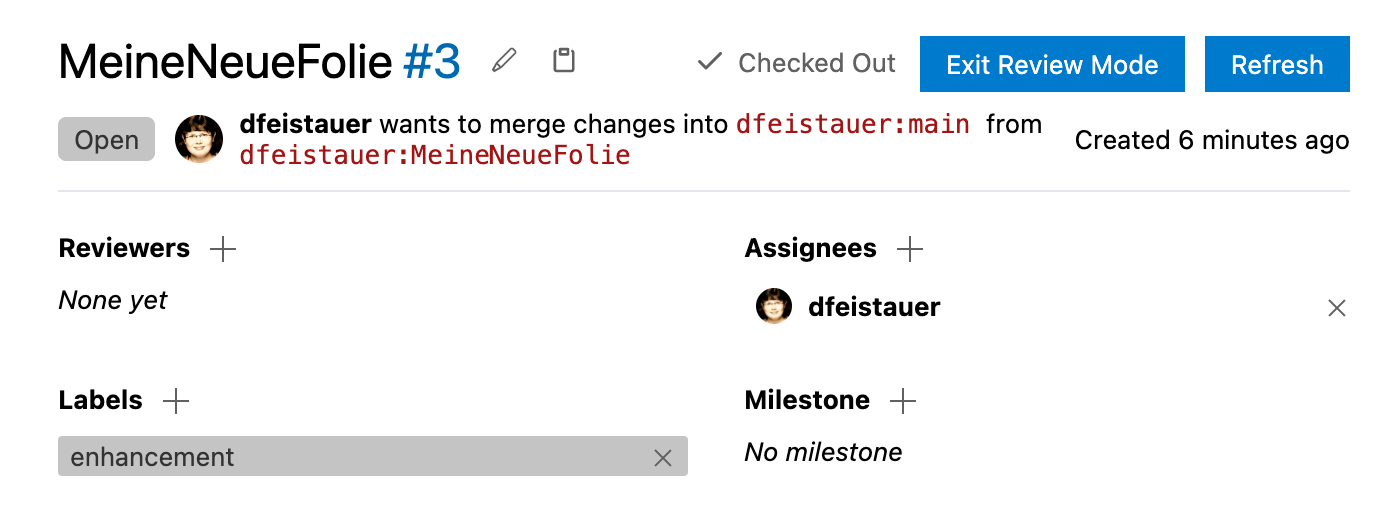 MeineNeueFolie #3 Checked Out Exit Review Mode Refresh
Open dfeistauer wants to merge changes into dfeistauer:main from
dfeistauer:MeineNeueFolie
Created 6 minutes ago
Reviewers
None yet
Assignees
dfeistauer
Labels
enhancement
Milestone
No milestone